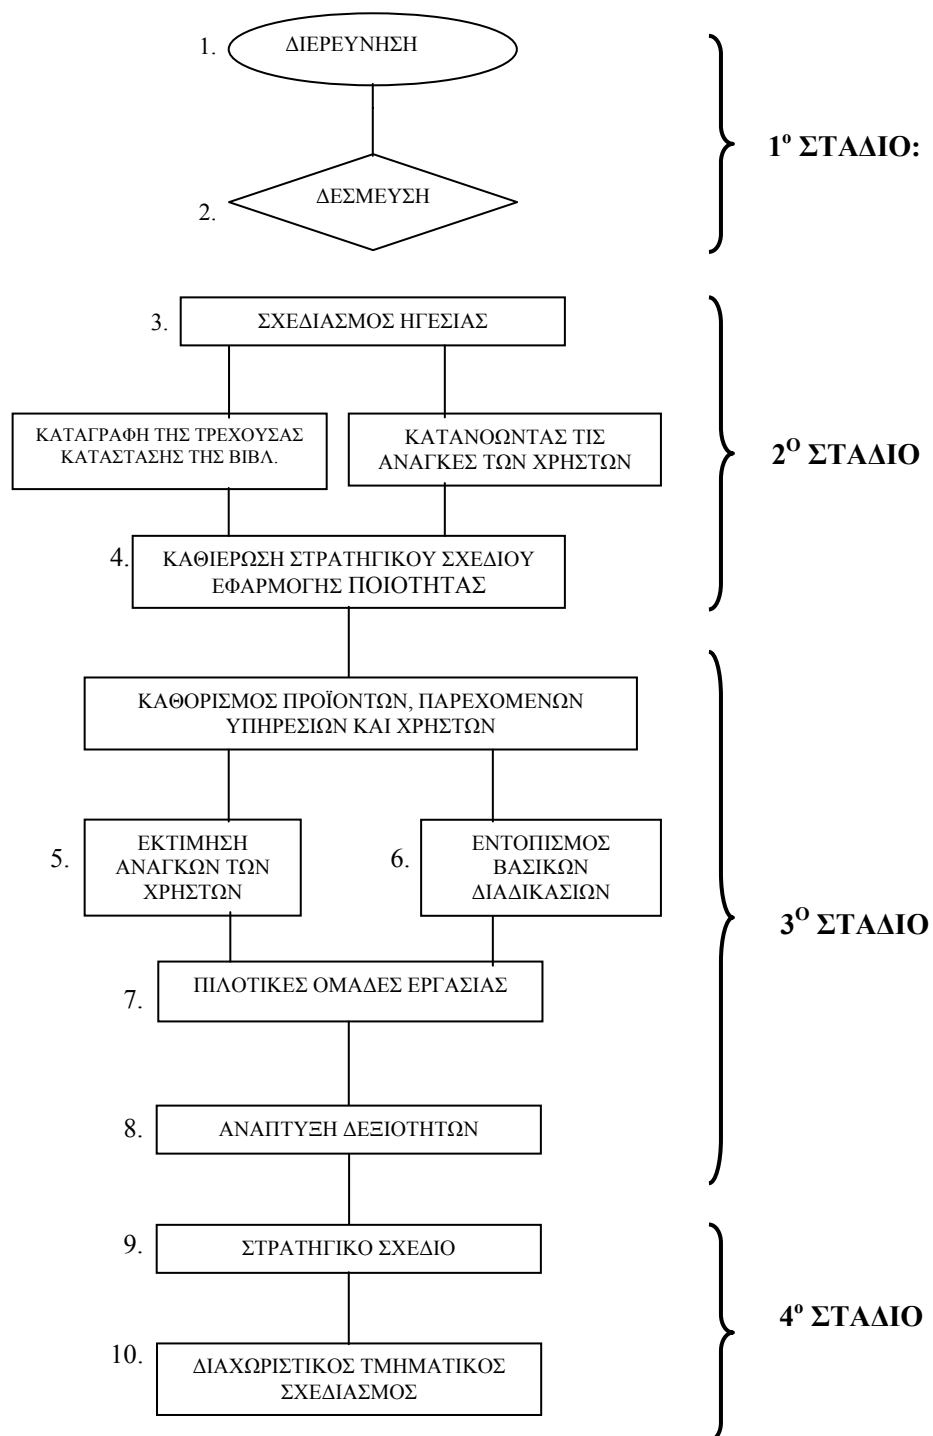 1. ΔΙΕΡΕΥΝΗΣΗ
1º ΣΤΑΔΙΟ:
2. ΔΕΣΜΕΥΣΗ
3. ΣΧΕΔΙΑΣΜΟΣ ΗΓΕΣΙΑΣ
ΚΑΤΑΓΡΑΦΗ ΤΗΣ ΤΡΕΧΟΥΣΑΣ
ΚΑΤΑΣΤΑΣΗΣ ΤΗΣ ΒΙΒΛ.
ΚΑΤΑΝΟΩΝΤΑΣ ΤΙΣ
ΑΝΑΓΚΕΣ ΤΩΝ ΧΡΗΣΤΩΝ
2Ο ΣΤΑΔΙΟ
4. ΚΑΘΙΕΡΩΣΗ ΣΤΡΑΤΗΓΙΚΟΥ ΣΧΕΔΙΟΥ
ΕΦΑΡΜΟΓΗΣ ΠΟΙΟΤΗΤΑΣ
ΚΑΘΟΡΙΣΜΟΣ ΠΡΟΪΟΝΤΩΝ, ΠΑΡΕΧΟΜΕΝΩΝ
ΥΠΗΡΕΣΙΩΝ ΚΑΙ ΧΡΗΣΤΩΝ
5. ΕΚΤΙΜΗΣΗ
ΑΝΑΓΚΩΝ ΤΩΝ
ΧΡΗΣΤΩΝ
6. ΕΝΤΟΠΙΣΜΟΣ
ΒΑΣΙΚΩΝ
ΔΙΑΔΙΚΑΣΙΩΝ
3Ο ΣΤΑΔΙΟ
7. ΠΙΛΟΤΙΚΕΣ ΟΜΑΔΕΣ ΕΡΓΑΣΙΑΣ
8. ΑΝΑΠΤΥΞΗ ΔΕΞΙΟΤΗΤΩΝ
9. ΣΤΡΑΤΗΓΙΚΟ ΣΧΕΔΙΟ
4º ΣΤΑΔΙΟ
10. ΔΙΑΧΩΡΙΣΤΙΚΟΣ ΤΜΗΜΑΤΙΚΟΣ
ΣΧΕΔΙΑΣΜΟΣ